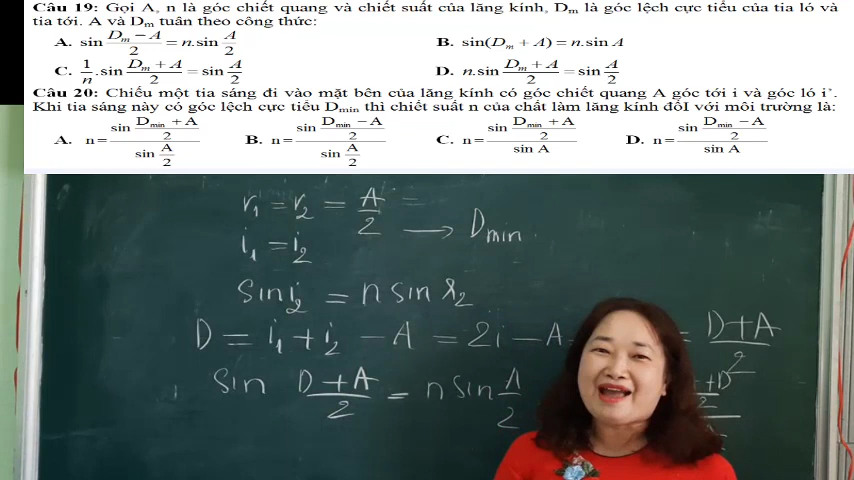 Câu 19: Gọi A, n là góc chiết quang và chiết suất của lăng kính, Dm là góc lệch cực tiểu của tia ló và
tia tới. A và Dm tuân theo công thức:
A. sin (Dm − A)/2 = n.sin A/2
B. sin(Dm + A) = n.sin A
C. 1/n.sin (Dm + A)/2 = sin A/2
D. n.sin (Dm + A)/2 = sin A/2
Câu 20: Chiếu một tia sáng đi vào mặt bên của lăng kính có góc chiết quang A góc tới i và góc ló i’.
Khi tia sáng này có góc lệch cực tiểu Dmin thì chiết suất n của chất làm lăng kính đốI với môi trường là:
A. n = sin((Dmin + A)/2) / sin(A/2)
B. n = sin((Dmin − A)/2) / sin(A/2)
C. n = sin((Dmin + A)/2) / sin A
D. n = sin((Dmin − A)/2) / sin A
r1 = r2 = A/2 =
i1 = i2 → Dmin
sin i2 = n sin r2
D = i1 + i2 − A = 2i − A = (D+A)/2
sin (D+A)/2 = n sin A/2